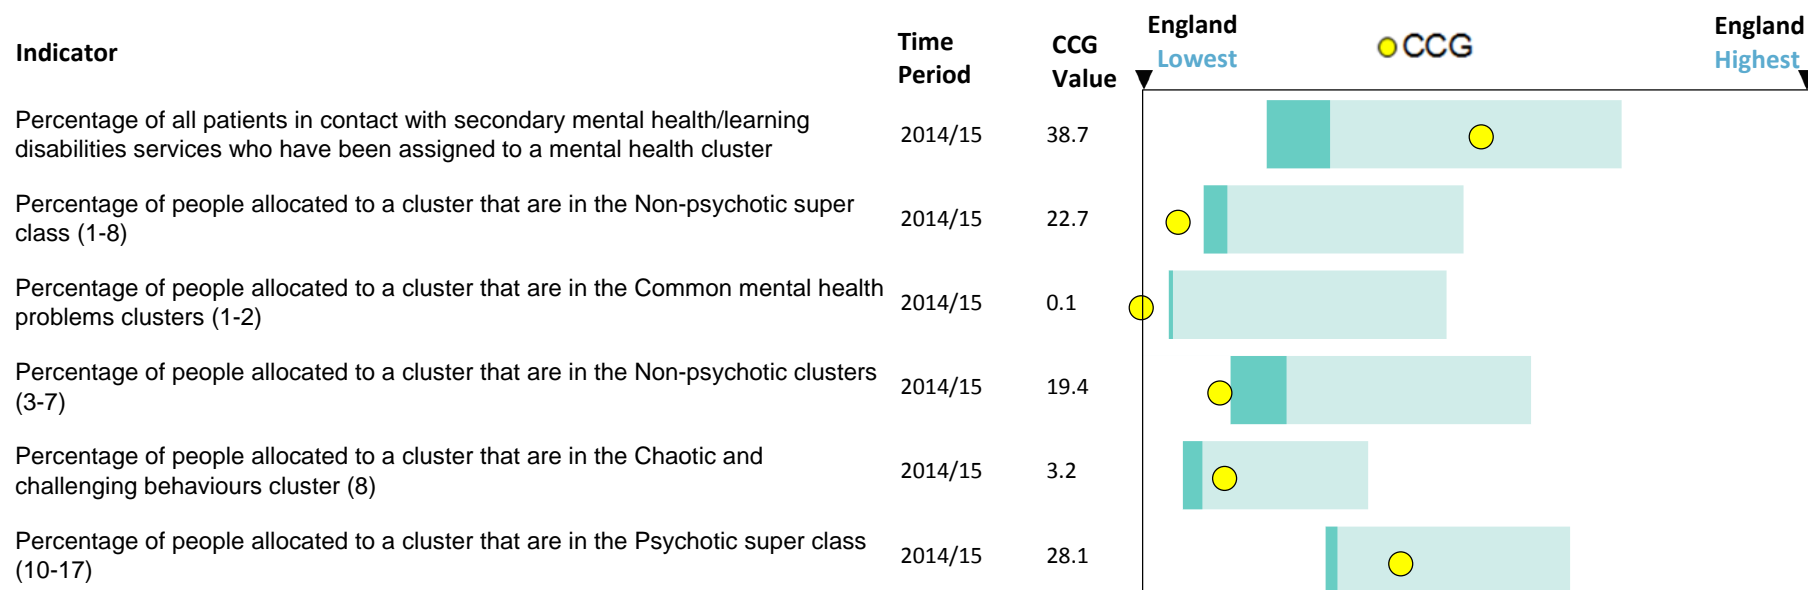 Indicator
Time Period
CCG Value
England Lowest
CCG
England Highest
Percentage of all patients in contact with secondary mental health/learning
disabilities services who have been assigned to a mental health cluster
2014/15
38.7
Percentage of people allocated to a cluster that are in the Non-psychotic super
class (1-8)
2014/15
22.7
Percentage of people allocated to a cluster that are in the Common mental health
problems clusters (1-2)
2014/15
0.1
Percentage of people allocated to a cluster that are in the Non-psychotic clusters
(3-7)
2014/15
19.4
Percentage of people allocated to a cluster that are in the Chaotic and
challenging behaviours cluster (8)
2014/15
3.2
Percentage of people allocated to a cluster that are in the Psychotic super class
(10-17)
2014/15
28.1